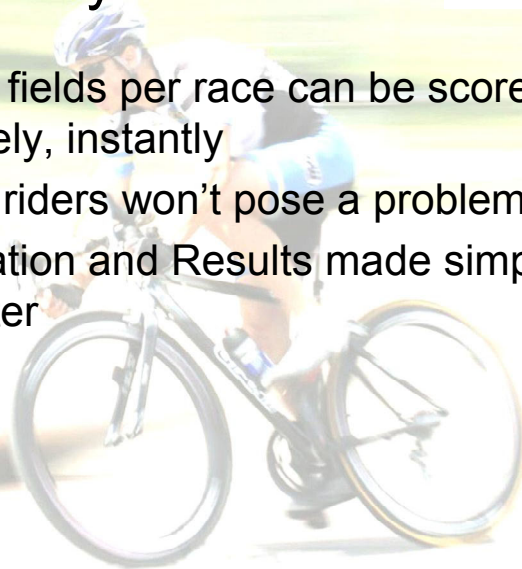 y
fields per race can be score
ely, instantly
riders won’t pose a problem
ation and Results made simp
er